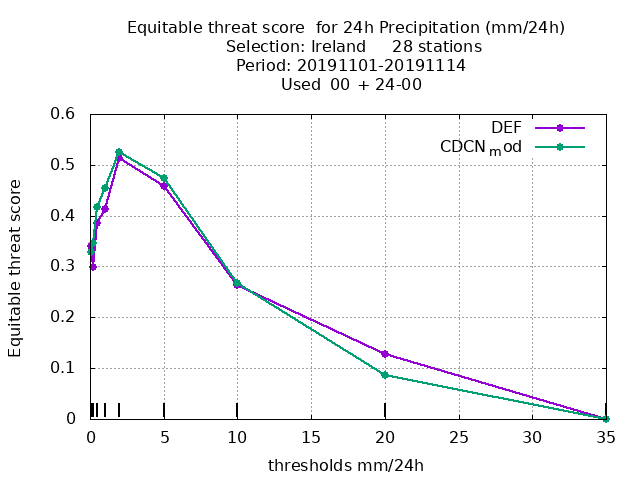 Equitable threat score  for 24h Precipitation (mm/24h)
Selection: Ireland     28 stations
Period: 20191101-20191114
Used  00 + 24-00
DEF
CDCNmod
Equitable threat score
0.6
0.5
0.4
0.3
0.2
0.1
0
0 5 10 15 20 25 30 35
thresholds mm/24h